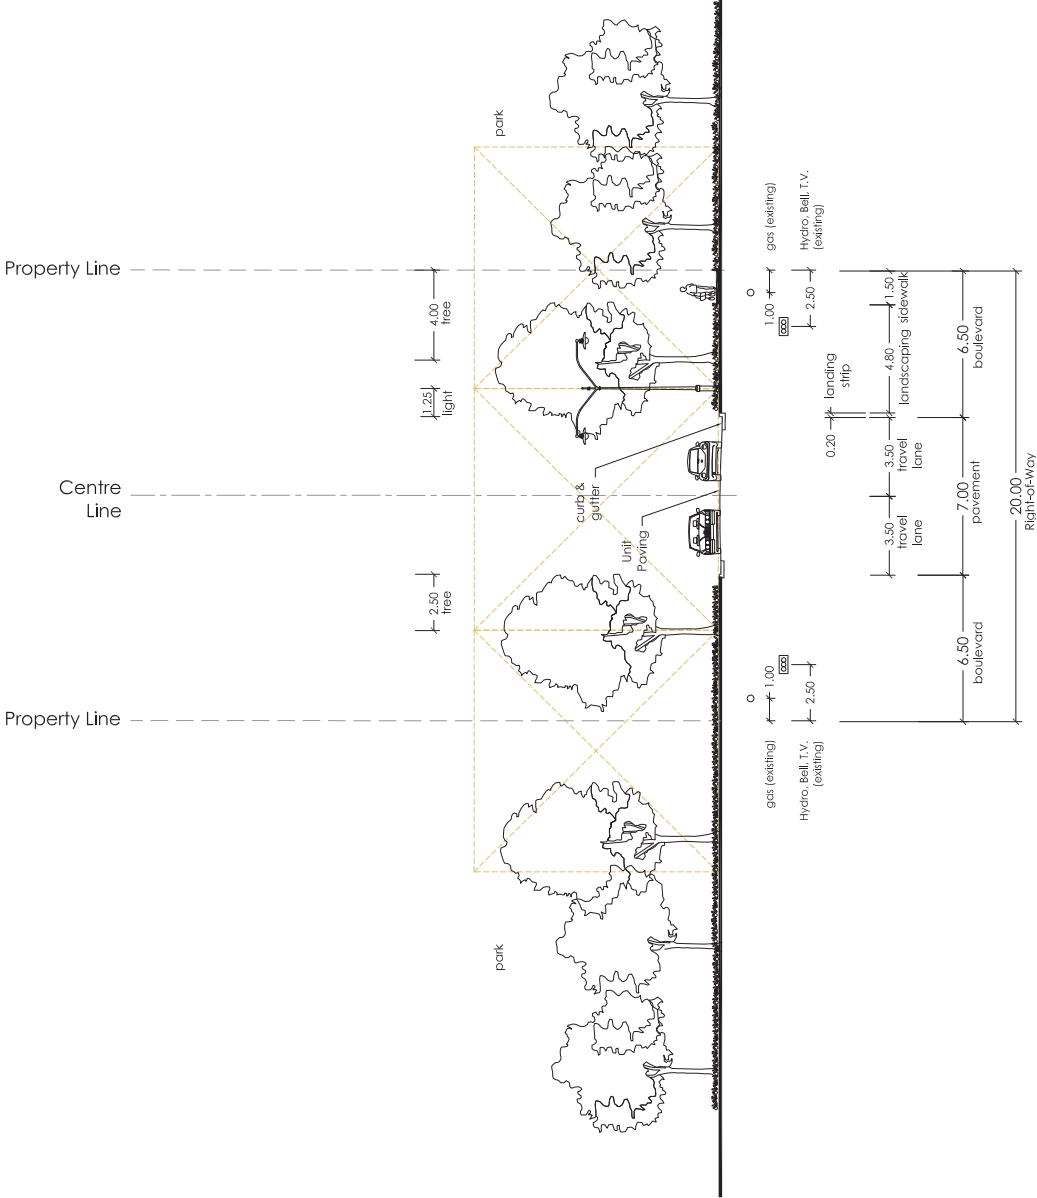 park
Property Line
4.00
tree
1.25
light
Centre
Line
curb &
gutter
Unit
Paving
2.50
tree
Property Line
park
gas (existing)
Hydro, Bell, T.V.
(existing)
1.00
2.50
landing
strip
0.20
1.50
sidewalk
4.80
landscaping
3.50
travel
lane
3.50
travel
lane
6.50
boulevard
7.00
pavement
6.50
boulevard
20.00
Right-of-Way
1.00
2.50
gas (existing)
Hydro, Bell, T.V.
(existing)